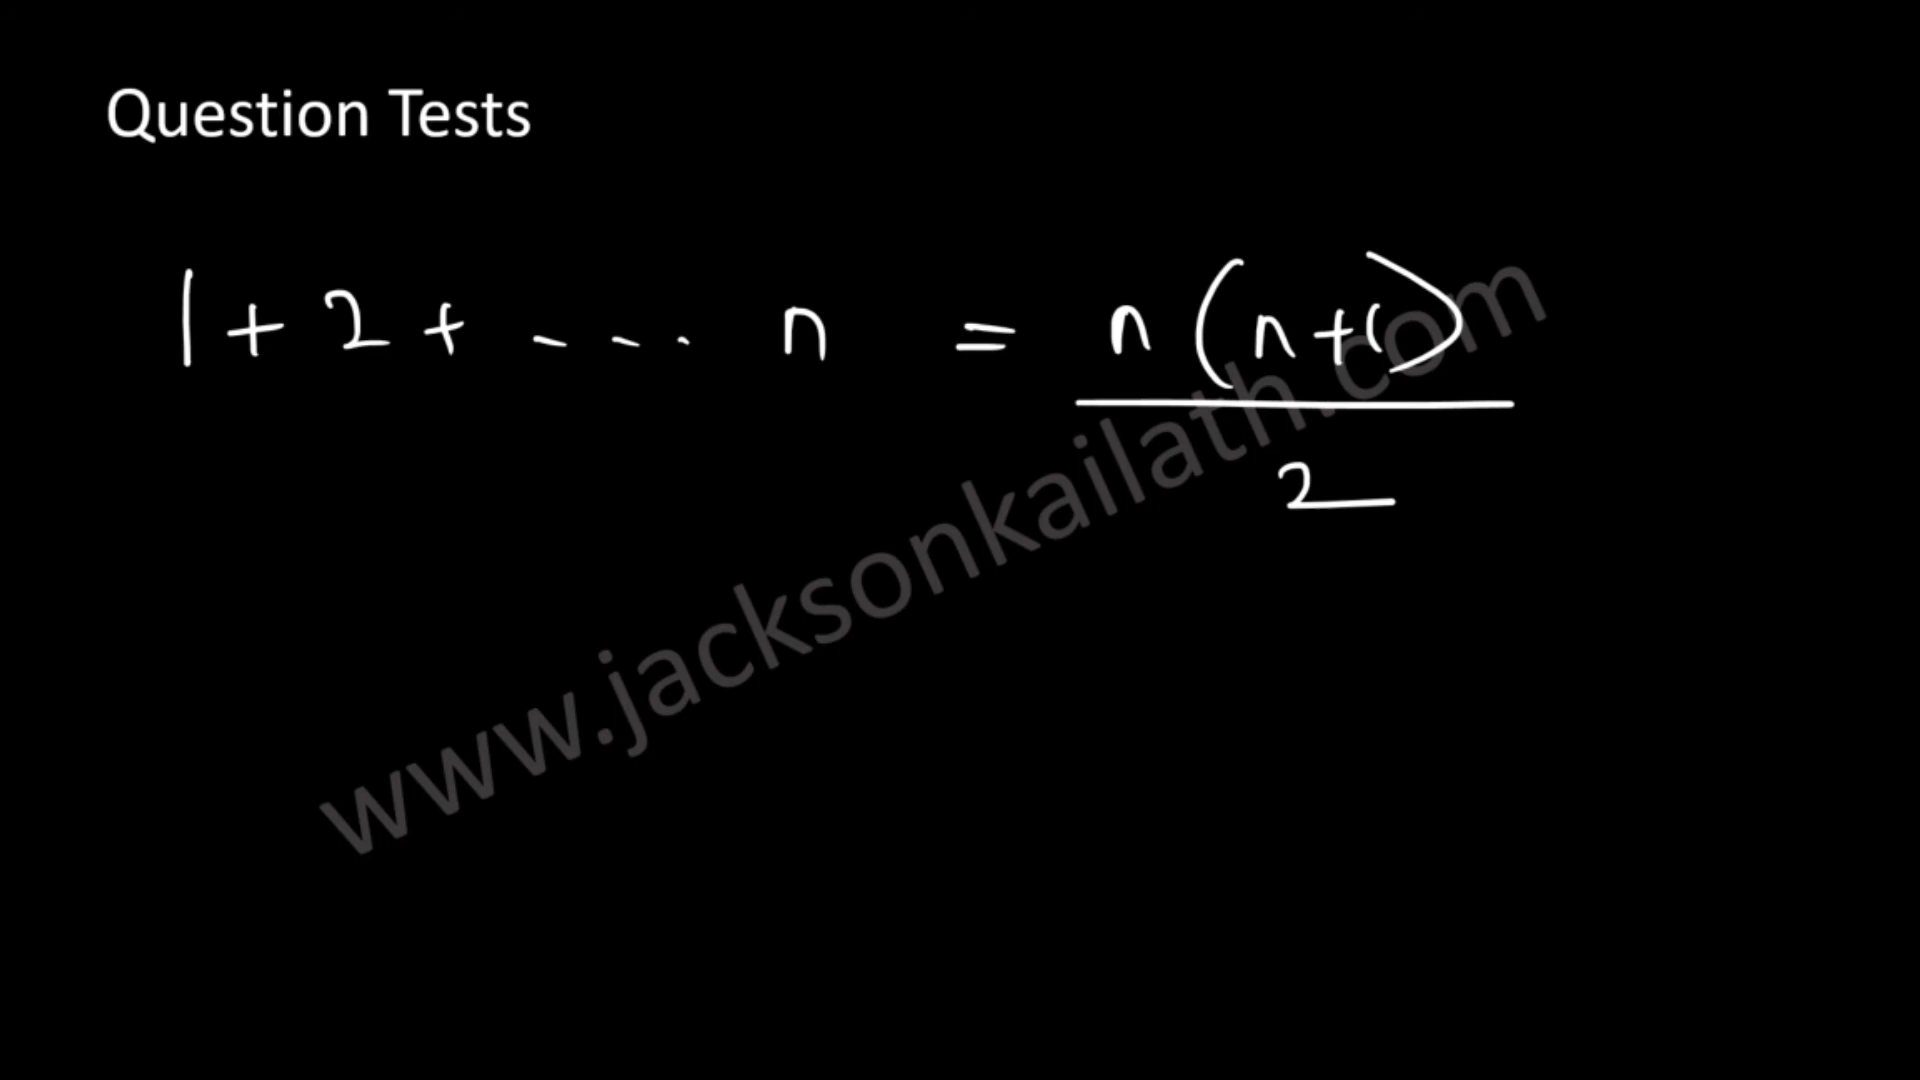 Question Tests
1 + 2 + - - .. n = n(n+1)
2
www.jacksonkailath.com